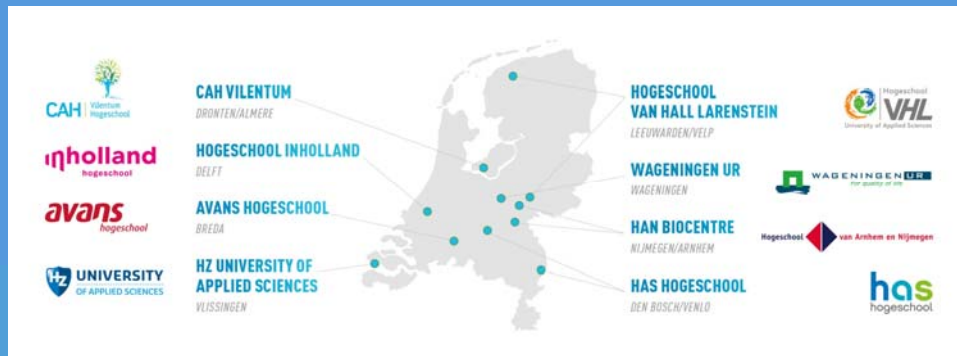 CAH
Vilentum
Hogeschool
CAH VILENTUM
DRONTEN/ALMERE
inholland
hogeschool
HOGESCHOOL INHOLLAND
DELFT
avans
hogeschool
AVANS HOGESCHOOL
BREDA
HZ
UNIVERSITY
OF APPLIED SCIENCES
HZ UNIVERSITY OF
APPLIED SCIENCES
VLISSINGEN
HOGESCHOOL
VAN HALL LARENSTEIN
LEEUWARDEN/VELP
Hogeschool
VHL
University of Applied Sciences
WAGENINGEN UR
WAGENINGEN
WAGENINGEN UR
For quality of life
HAN BIOCENTRE
NIJMEGEN/ARNHEM
Hogeschool van Arnhem en Nijmegen
HAS HOGESCHOOL
DEN BOSCH/VENLO
has
hogeschool